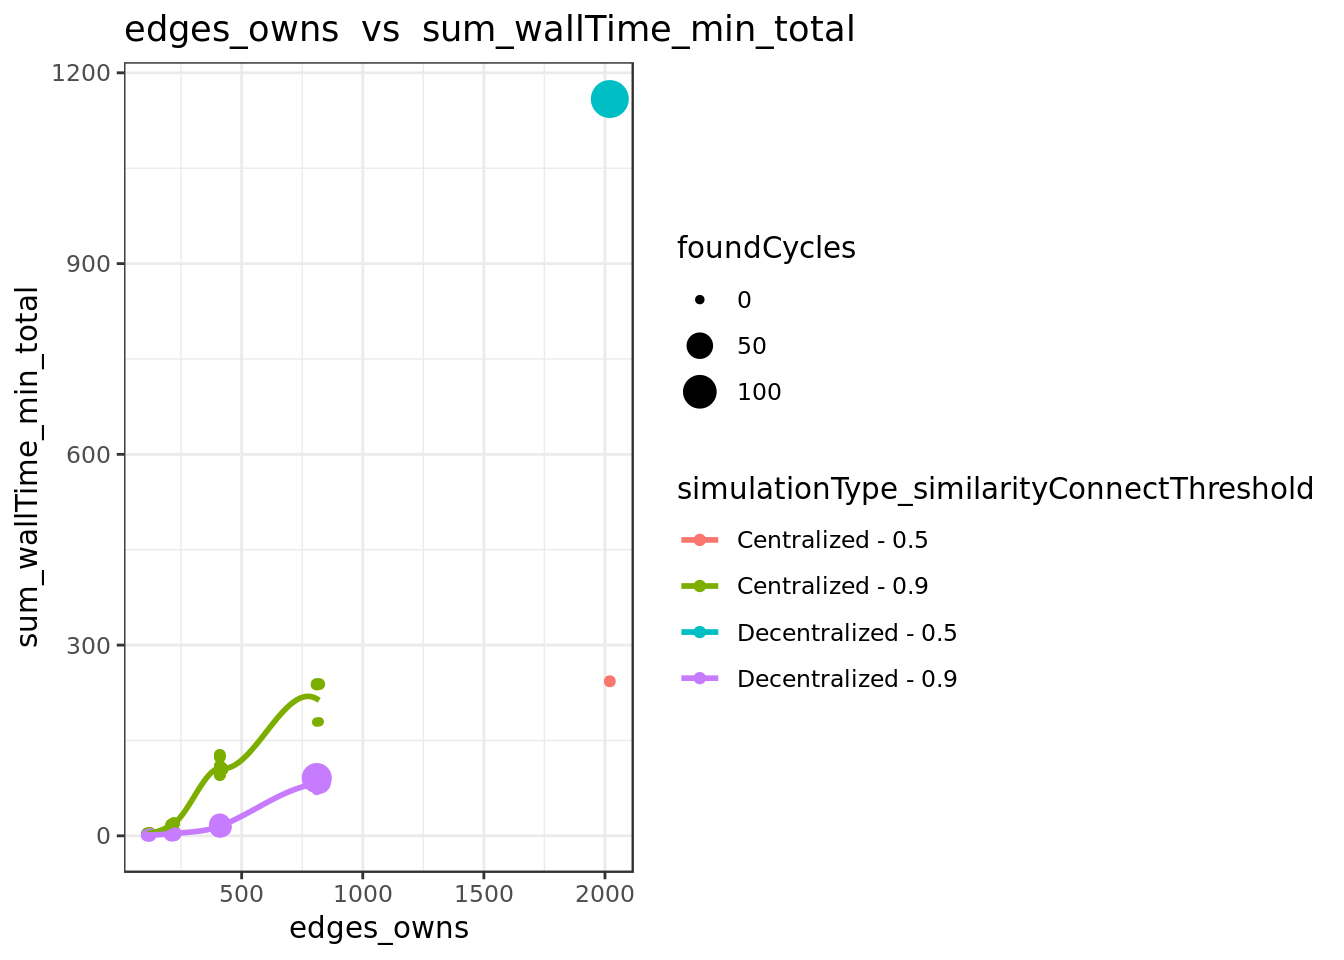 edges_owns vs sum_wallTime_min_total
1200
900
600
300
0
sum_wallTime_min_total
500 1000 1500 2000
edges_owns
foundCycles
0
50
100
simulationType_similarityConnectThreshold
Centralized - 0.5
Centralized - 0.9
Decentralized - 0.5
Decentralized - 0.9